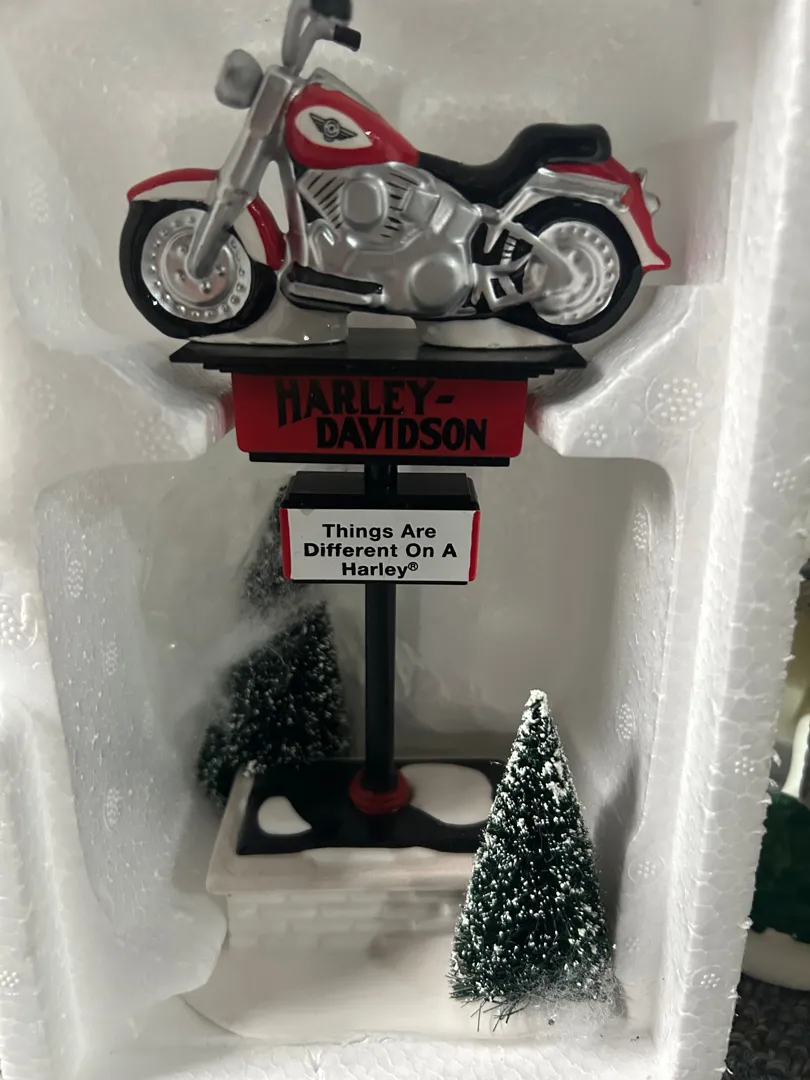 HARLEY-
DAVIDSON
Things Are
Different On A
Harley®